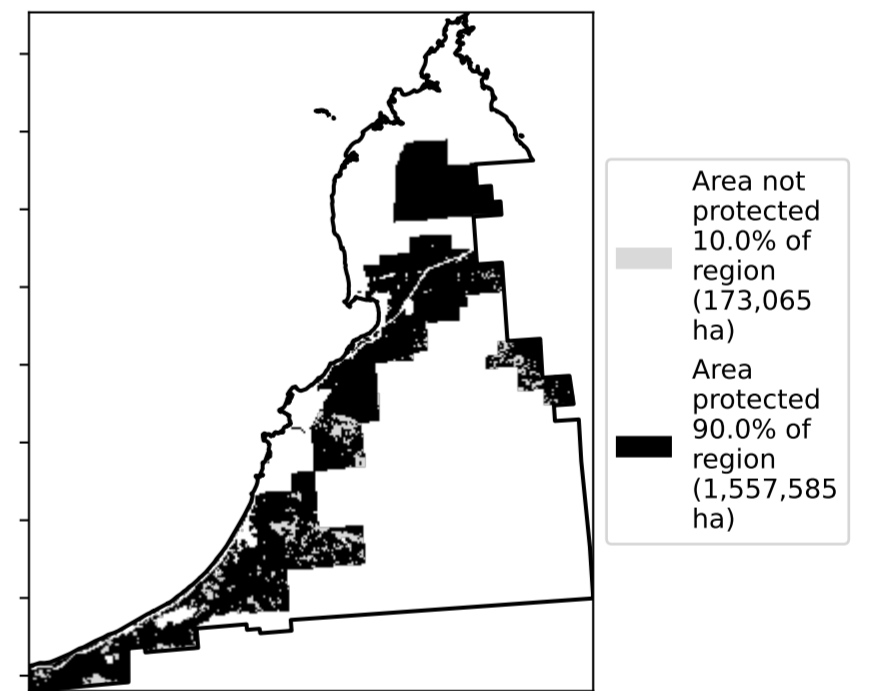 Area not
protected
10.0% of
region
(173,065
ha)
Area
protected
90.0% of
region
(1,557,585
ha)